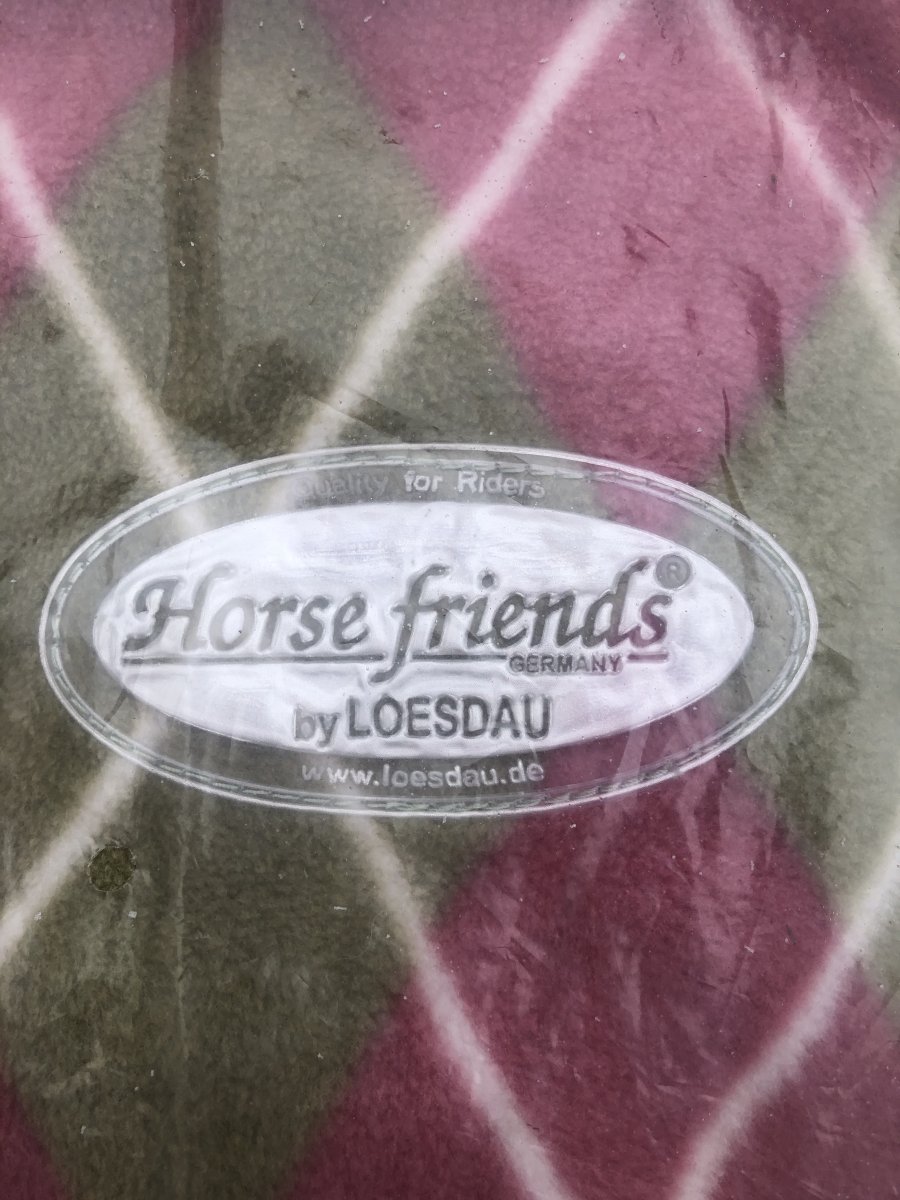 Quality for Riders
Horse friends®
GERMANY
by LOESDAU
www.loesdau.de